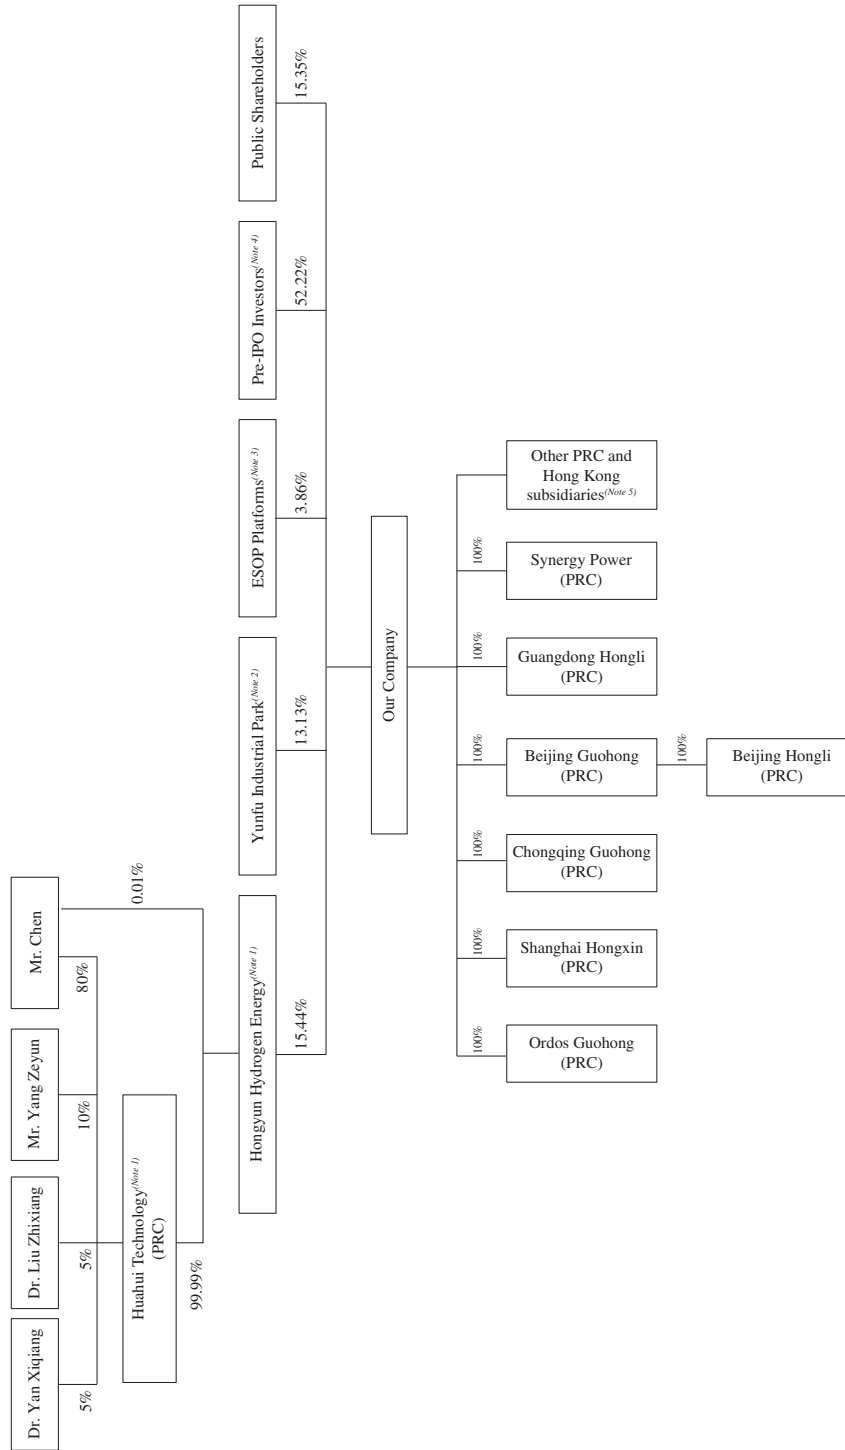 Dr. Yan Xiqiang
Dr. Liu Zhixiang
Mr. Yang Zeyun
Mr. Chen
5%
5%
10%
80%
Huahui Technology(Note 1)
(PRC)
99.99%
0.01%
Hongyun Hydrogen Energy(Note 1)
Yunfu Industrial Park(Note 2)
ESOP Platforms(Note 3)
Pre-IPO Investors(Note 4)
Public Shareholders
15.44%
13.13%
3.86%
52.22%
15.35%
Our Company
100%
100%
100%
100%
100%
100%
Ordos Guohong
(PRC)
Shanghai Hongxin
(PRC)
Chongqing Guohong
(PRC)
Beijing Guohong
(PRC)
Guangdong Hongli
(PRC)
Synergy Power
(PRC)
Other PRC and
Hong Kong
subsidiaries(Note 5)
100%
Beijing Hongli
(PRC)